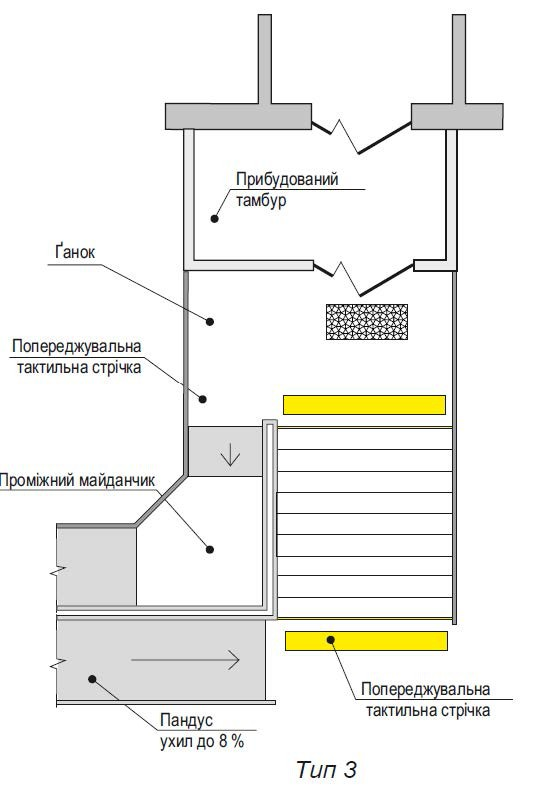 Прибудований
тамбур
Ґанок
Попереджувальна
тактильна стрічка
Проміжний майданчик
Попереджувальна
тактильна стрічка
Пандус
ухил до 8 %
Тип 3